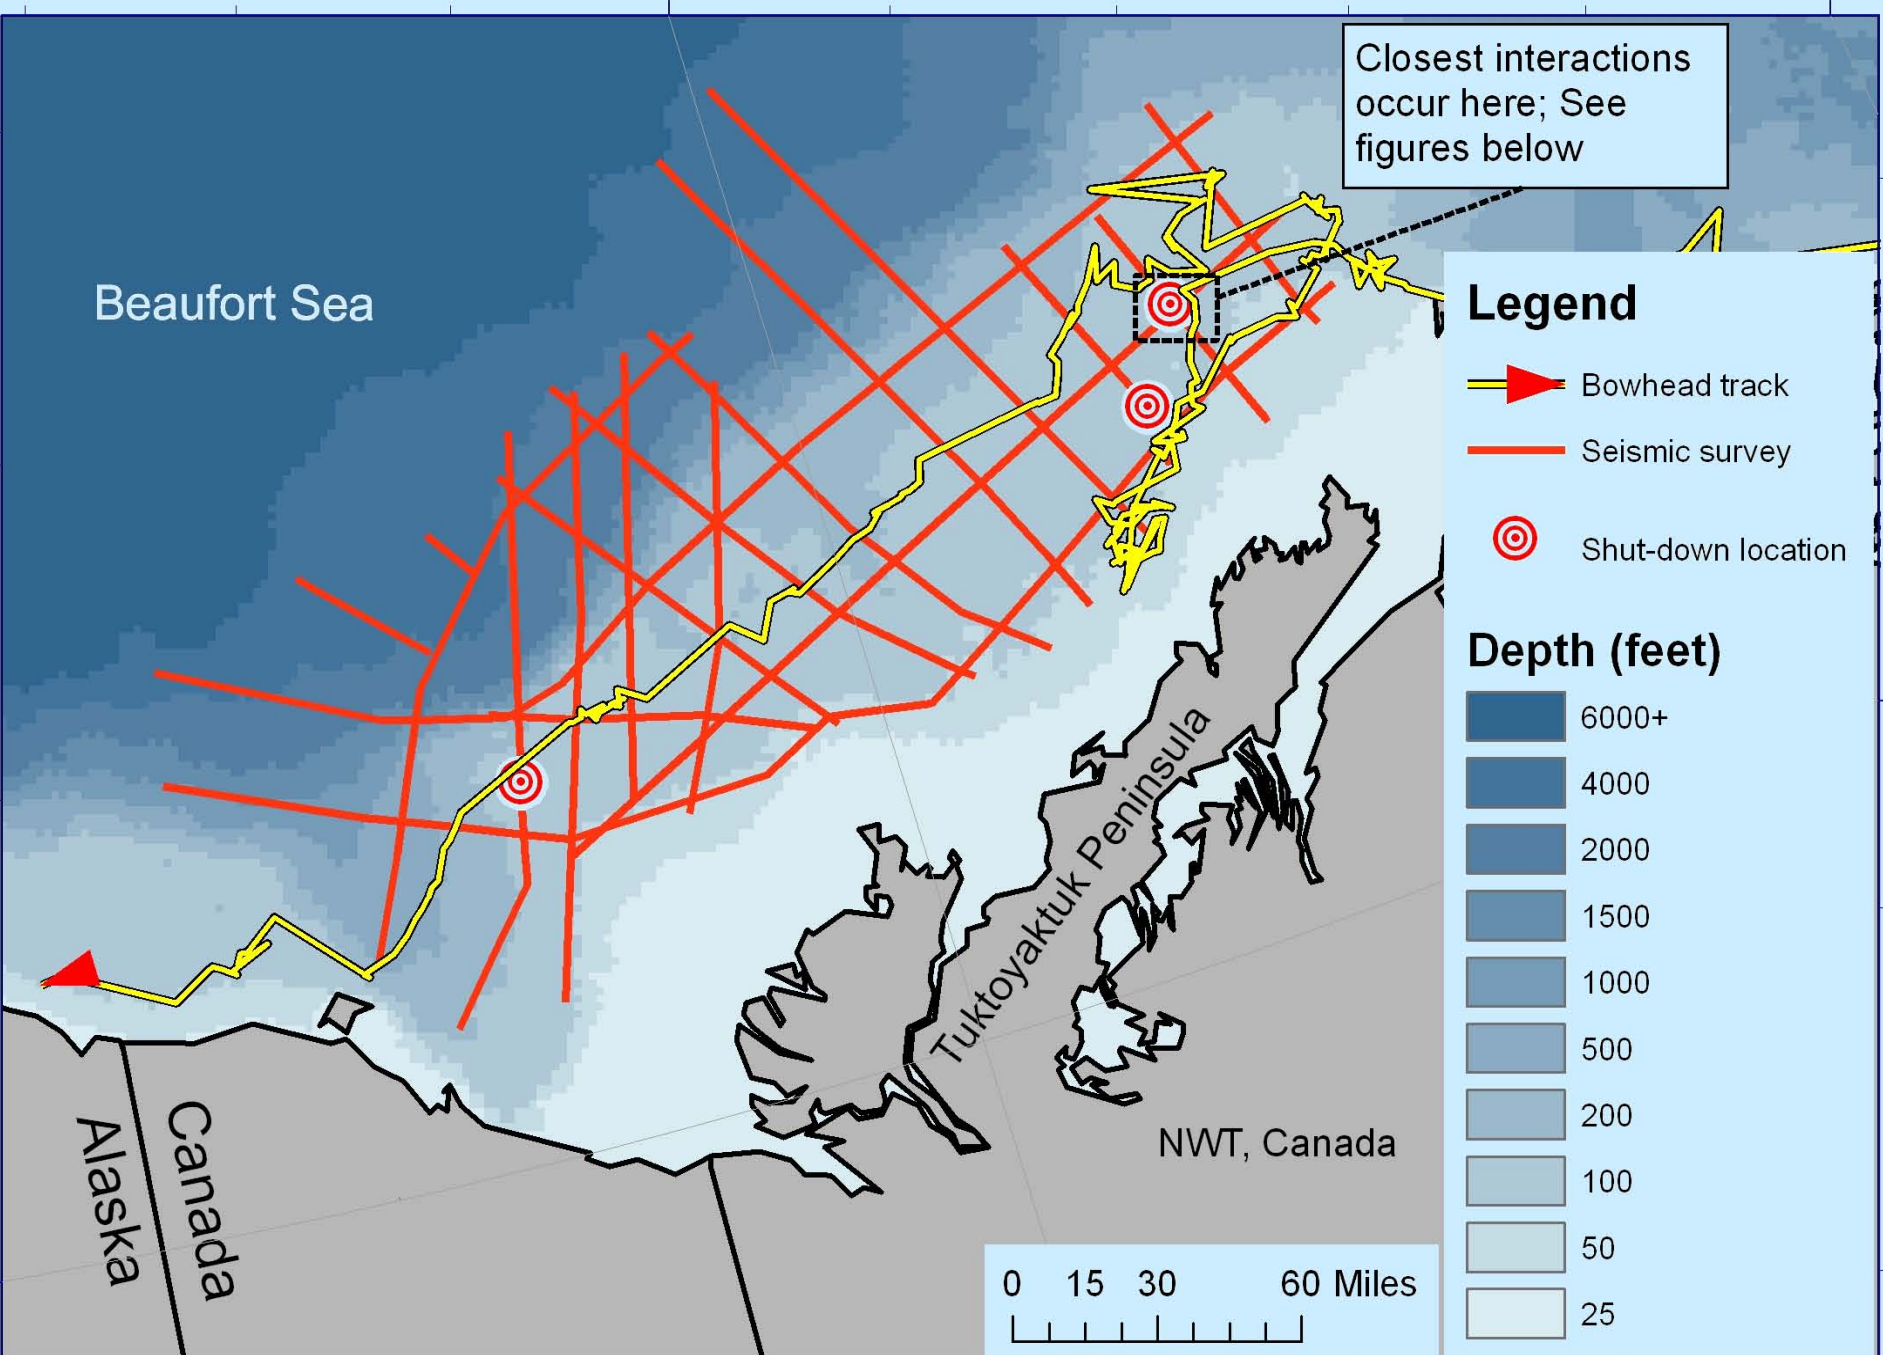 Closest interactions
occur here; See
figures below
Beaufort Sea
Legend
Bowhead track
Seismic survey
Shut-down location
Depth (feet)
6000+
4000
2000
1500
1000
500
200
100
50
25
Tuktoyaktuk Peninsula
NWT, Canada
Alaska
Canada
0 15 30 60 Miles